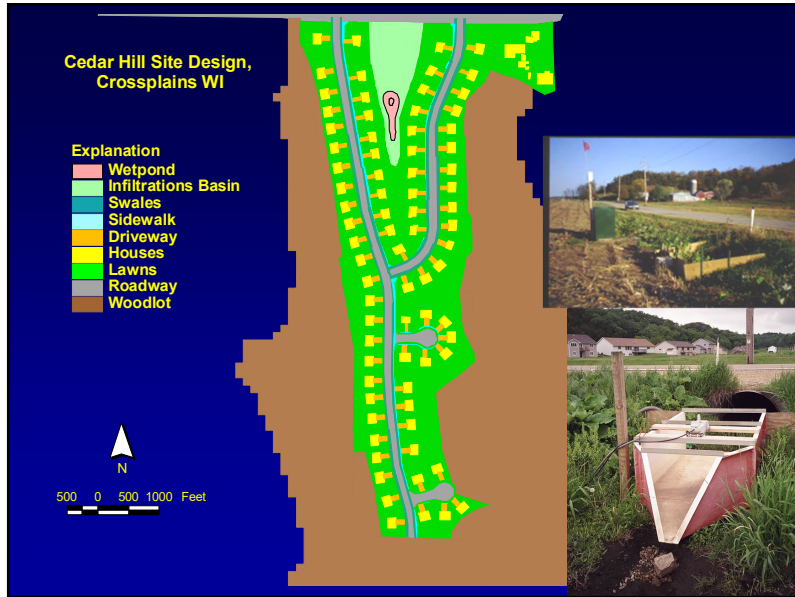 Cedar Hill Site Design,
Crossplains WI
Explanation
Wetpond
Infiltrations Basin
Swales
Sidewalk
Driveway
Houses
Lawns
Roadway
Woodlot
N
500 0 500 1000 Feet